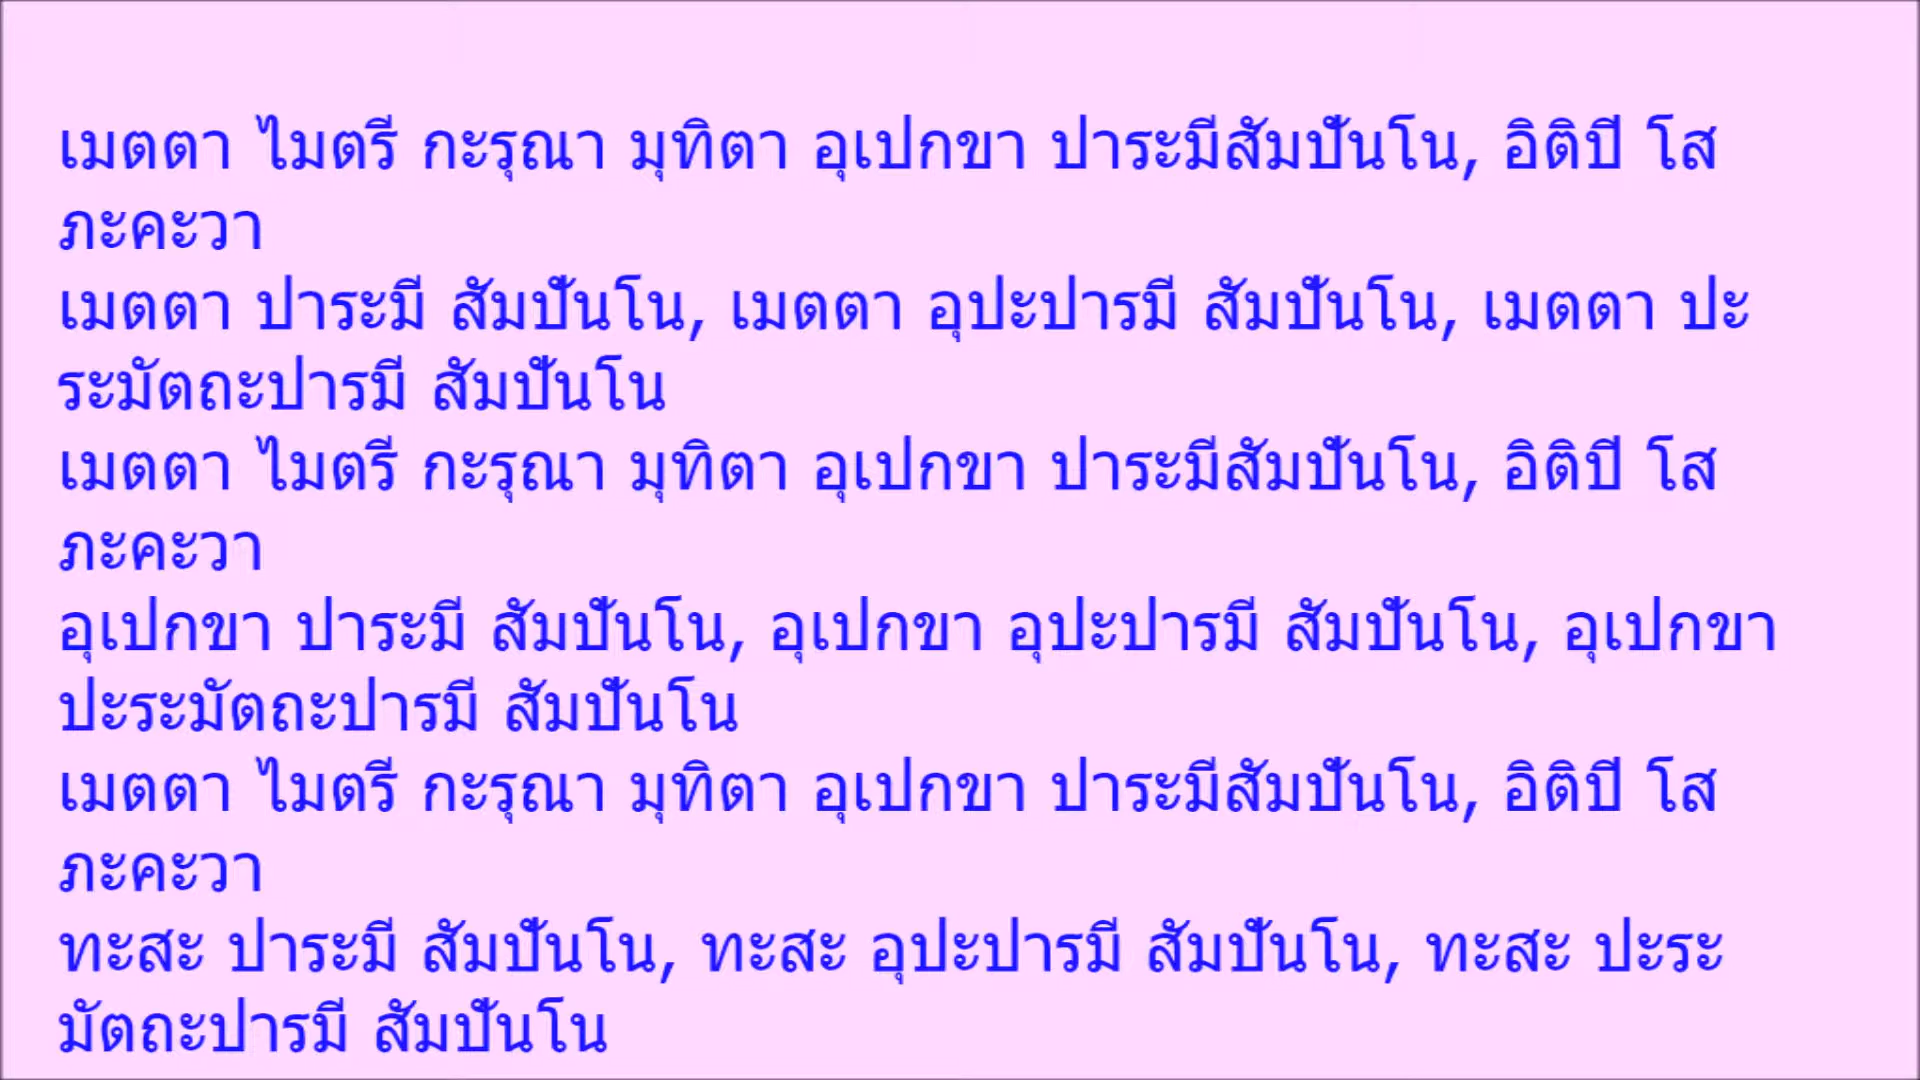 เมตตา ไมตรี กะรุณา มุทิตา อุเปกขา ปาระมีสัมปันโน, อิติปี โส
ภะคะวา
เมตตา ปาระมี สัมปันโน, เมตตา อุปะปารมี สัมปันโน, เมตตา ปะ
ระมัตถะปารมี สัมปันโน
เมตตา ไมตรี กะรุณา มุทิตา อุเปกขา ปาระมีสัมปันโน, อิติปี โส
ภะคะวา
อุเปกขา ปาระมี สัมปันโน, อุเปกขา อุปะปารมี สัมปันโน, อุเปกขา
ปะระมัตถะปารมี สัมปันโน
เมตตา ไมตรี กะรุณา มุทิตา อุเปกขา ปาระมีสัมปันโน, อิติปี โส
ภะคะวา
ทะสะ ปาระมี สัมปันโน, ทะสะ อุปะปารมี สัมปันโน, ทะสะ ปะระ
มัตถะปารมี สัมปันโน